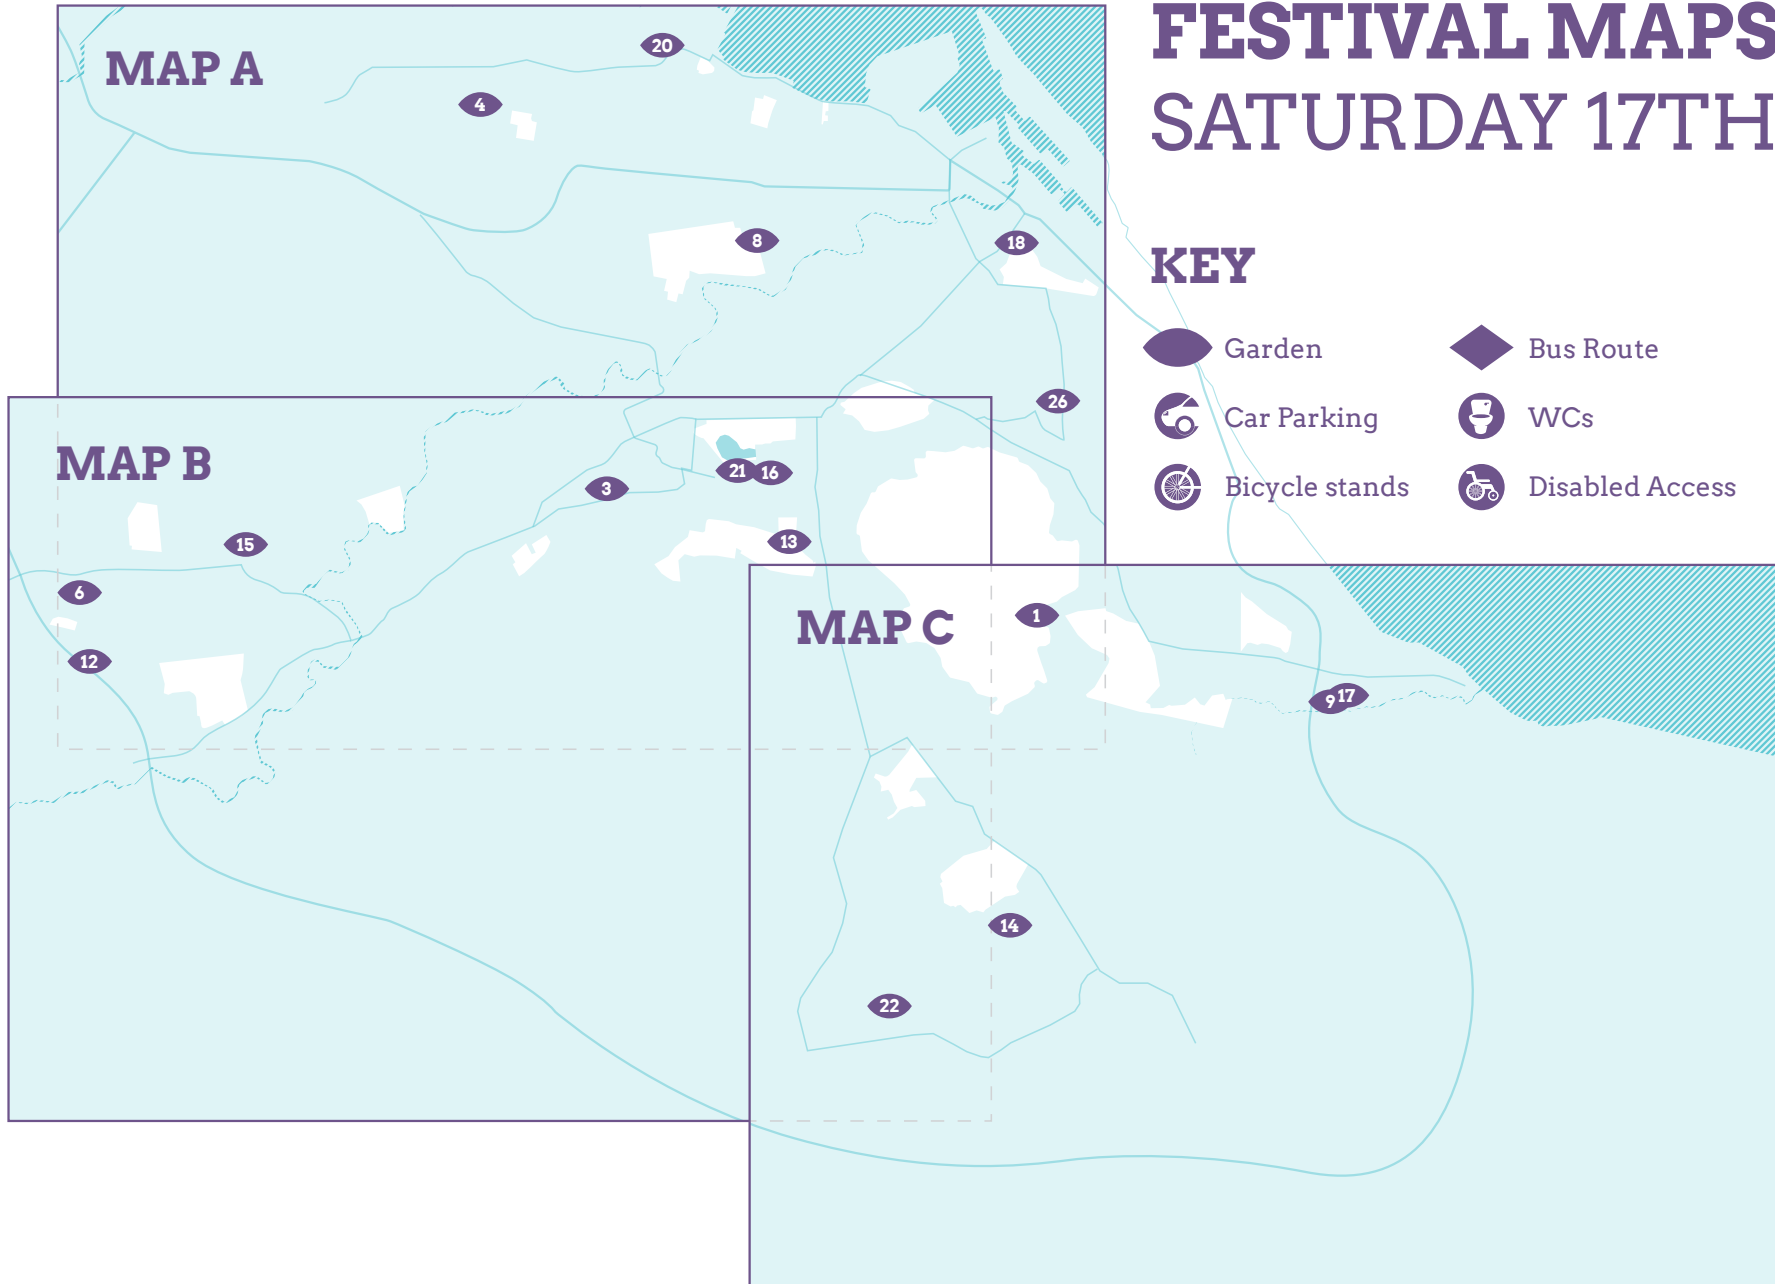 FESTIVAL MAPS
SATURDAY 17TH
MAP A
20
4
8
18
KEY
Garden
Bus Route
Car Parking
WCs
Bicycle stands
Disabled Access
26
MAP B
21
16
3
13
15
6
12
MAP C
1
9
17
14
22